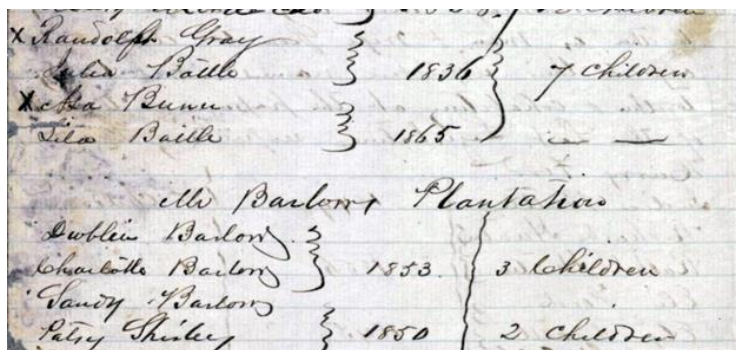 X Randolph Gray
Julia Battle } 1836 } 7 Children
X Asa Bunn
Lila Battle } 1865 — —
Mr Barlows Plantation
Dublin Barlow
Charlotte Barlow } 1853. 3 Children
Sandy Barlow
Patsy Shirley } 1850 2 Children